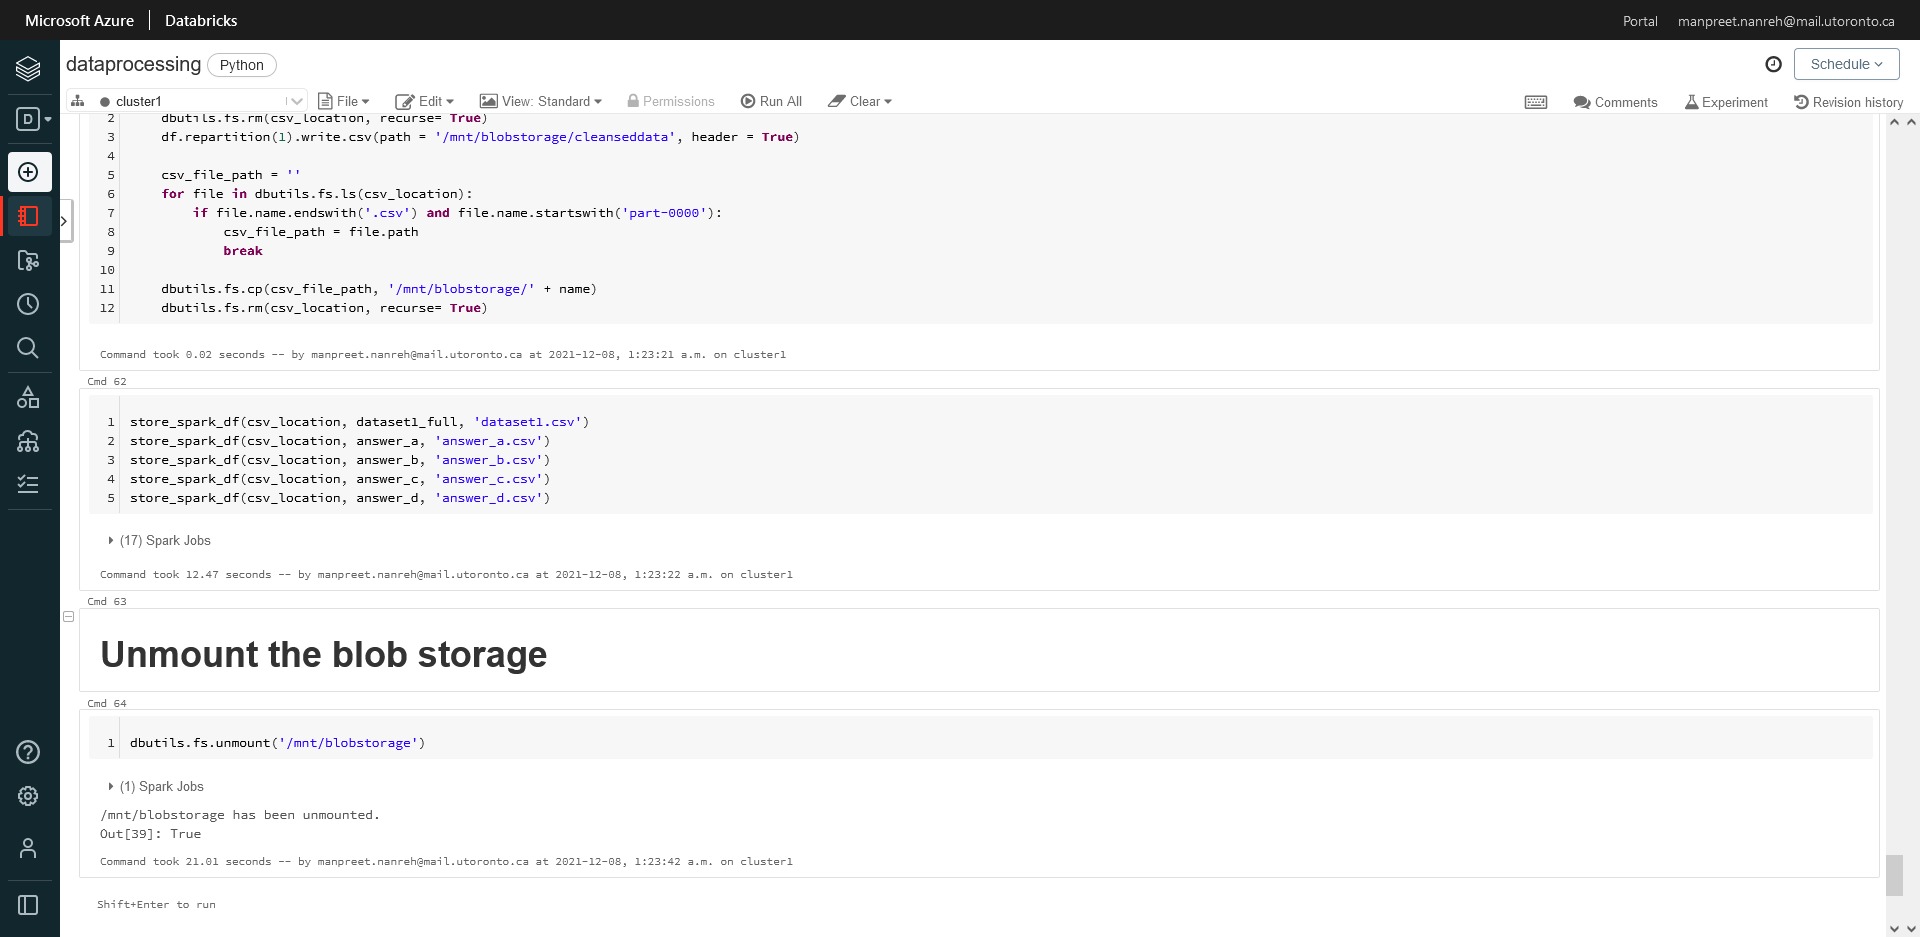 Microsoft Azure | Databricks
Portal manpreet.nanreh@mail.utoronto.ca
dataprocessing Python
Schedule
cluster1 File Edit View: Standard Permissions Run All Clear
Comments Experiment Revision history
D
2 dbutils.fs.rm(csv_location, recurse= True)
3 df.repartition(1).write.csv(path = '/mnt/blobstorage/cleanseddata', header = True)
4
5 csv_file_path = ''
6 for file in dbutils.fs.ls(csv_location):
7 if file.name.endswith('.csv') and file.name.startswith('part-0000'):
8 csv_file_path = file.path
9 break
10
11 dbutils.fs.cp(csv_file_path, '/mnt/blobstorage/' + name)
12 dbutils.fs.rm(csv_location, recurse= True)
Command took 0.02 seconds -- by manpreet.nanreh@mail.utoronto.ca at 2021-12-08, 1:23:21 a.m. on cluster1
Cmd 62
1 store_spark_df(csv_location, dataset1_full, 'dataset1.csv')
2 store_spark_df(csv_location, answer_a, 'answer_a.csv')
3 store_spark_df(csv_location, answer_b, 'answer_b.csv')
4 store_spark_df(csv_location, answer_c, 'answer_c.csv')
5 store_spark_df(csv_location, answer_d, 'answer_d.csv')
(17) Spark Jobs
Command took 12.47 seconds -- by manpreet.nanreh@mail.utoronto.ca at 2021-12-08, 1:23:22 a.m. on cluster1
Cmd 63
Unmount the blob storage
Cmd 64
1 dbutils.fs.unmount('/mnt/blobstorage')
(1) Spark Jobs
/mnt/blobstorage has been unmounted.
Out[39]: True
Command took 21.01 seconds -- by manpreet.nanreh@mail.utoronto.ca at 2021-12-08, 1:23:42 a.m. on cluster1
Shift+Enter to run